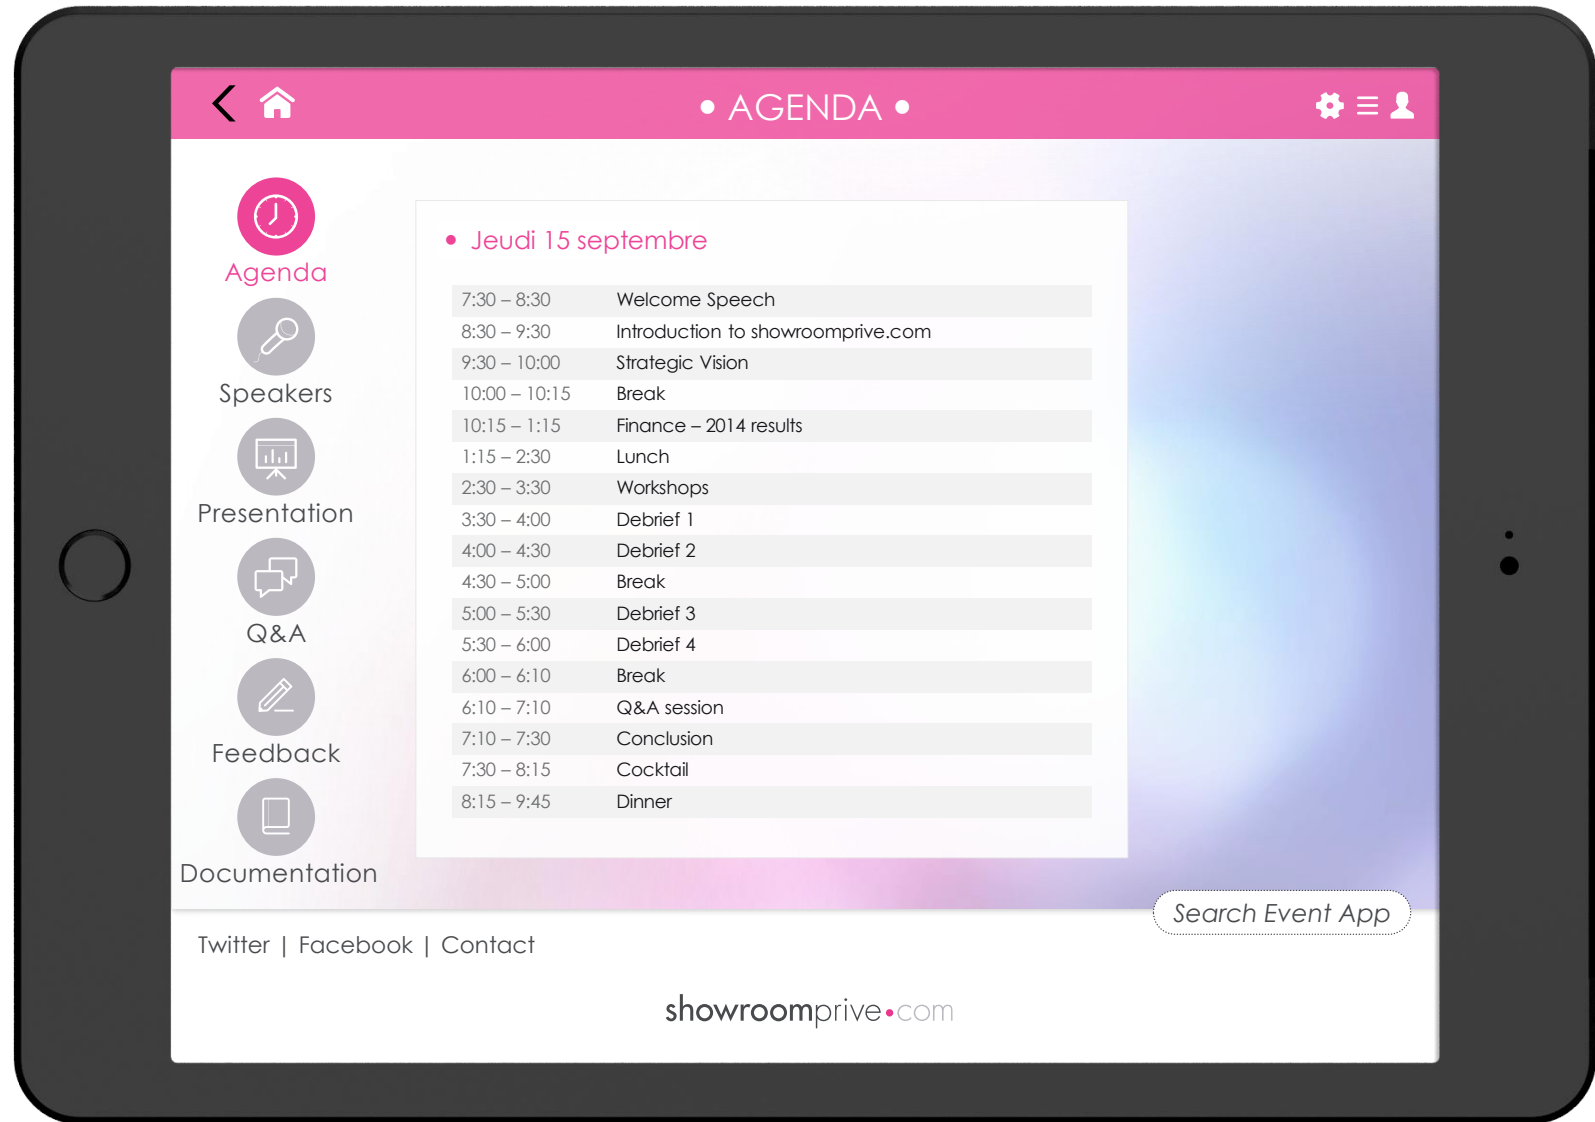 • AGENDA •
Agenda
Speakers
Presentation
Q&A
Feedback
Documentation
• Jeudi 15 septembre
7:30 – 8:30 Welcome Speech
8:30 – 9:30 Introduction to showroomprive.com
9:30 – 10:00 Strategic Vision
10:00 – 10:15 Break
10:15 – 1:15 Finance – 2014 results
1:15 – 2:30 Lunch
2:30 – 3:30 Workshops
3:30 – 4:00 Debrief 1
4:00 – 4:30 Debrief 2
4:30 – 5:00 Break
5:00 – 5:30 Debrief 3
5:30 – 6:00 Debrief 4
6:00 – 6:10 Break
6:10 – 7:10 Q&A session
7:10 – 7:30 Conclusion
7:30 – 8:15 Cocktail
8:15 – 9:45 Dinner
Search Event App
Twitter | Facebook | Contact
showroomprive•com